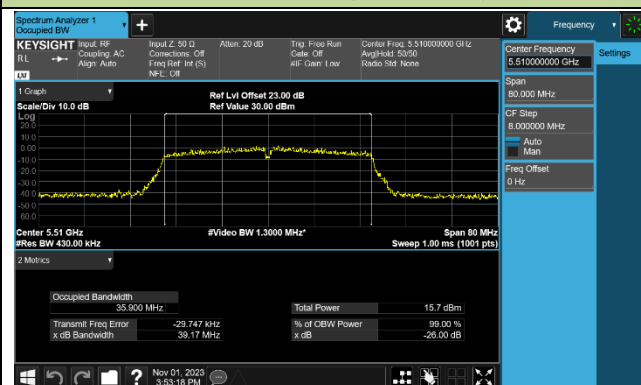 Spectrum Analyzer 1
Occupied BW
+
Frequency
KEYSIGHT Input: RF Input Z: 50 Ω Atten: 20 dB Trig: Free Run Center Freq: 5.510000000 GHz
RL Coupling: AC Corrections: Off Gate: Off Avg|Hold: 50/50
Align: Auto Freq Ref: Int (S) #IF Gain: Low Radio Std: None
NFE: Off
LXI
Center Frequency
5.510000000 GHz
Settings
Span
80.000 MHz
CF Step
8.000000 MHz
Auto
Man
Freq Offset
0 Hz
1 Graph
Ref Lvl Offset 23.00 dB
Scale/Div 10.0 dB Ref Value 30.00 dBm
Log
20.0
10.0
0.00
-10.0
-20.0
-30.0
-40.0
-50.0
-60.0
Center 5.51 GHz #Video BW 1.3000 MHz* Span 80 MHz
#Res BW 430.00 kHz Sweep 1.00 ms (1001 pts)
2 Metrics
Occupied Bandwidth
35.900 MHz Total Power 15.7 dBm
Transmit Freq Error -29.747 kHz % of OBW Power 99.00 %
x dB Bandwidth 39.17 MHz x dB -26.00 dB
? Nov 01, 2023
3:53:18 PM